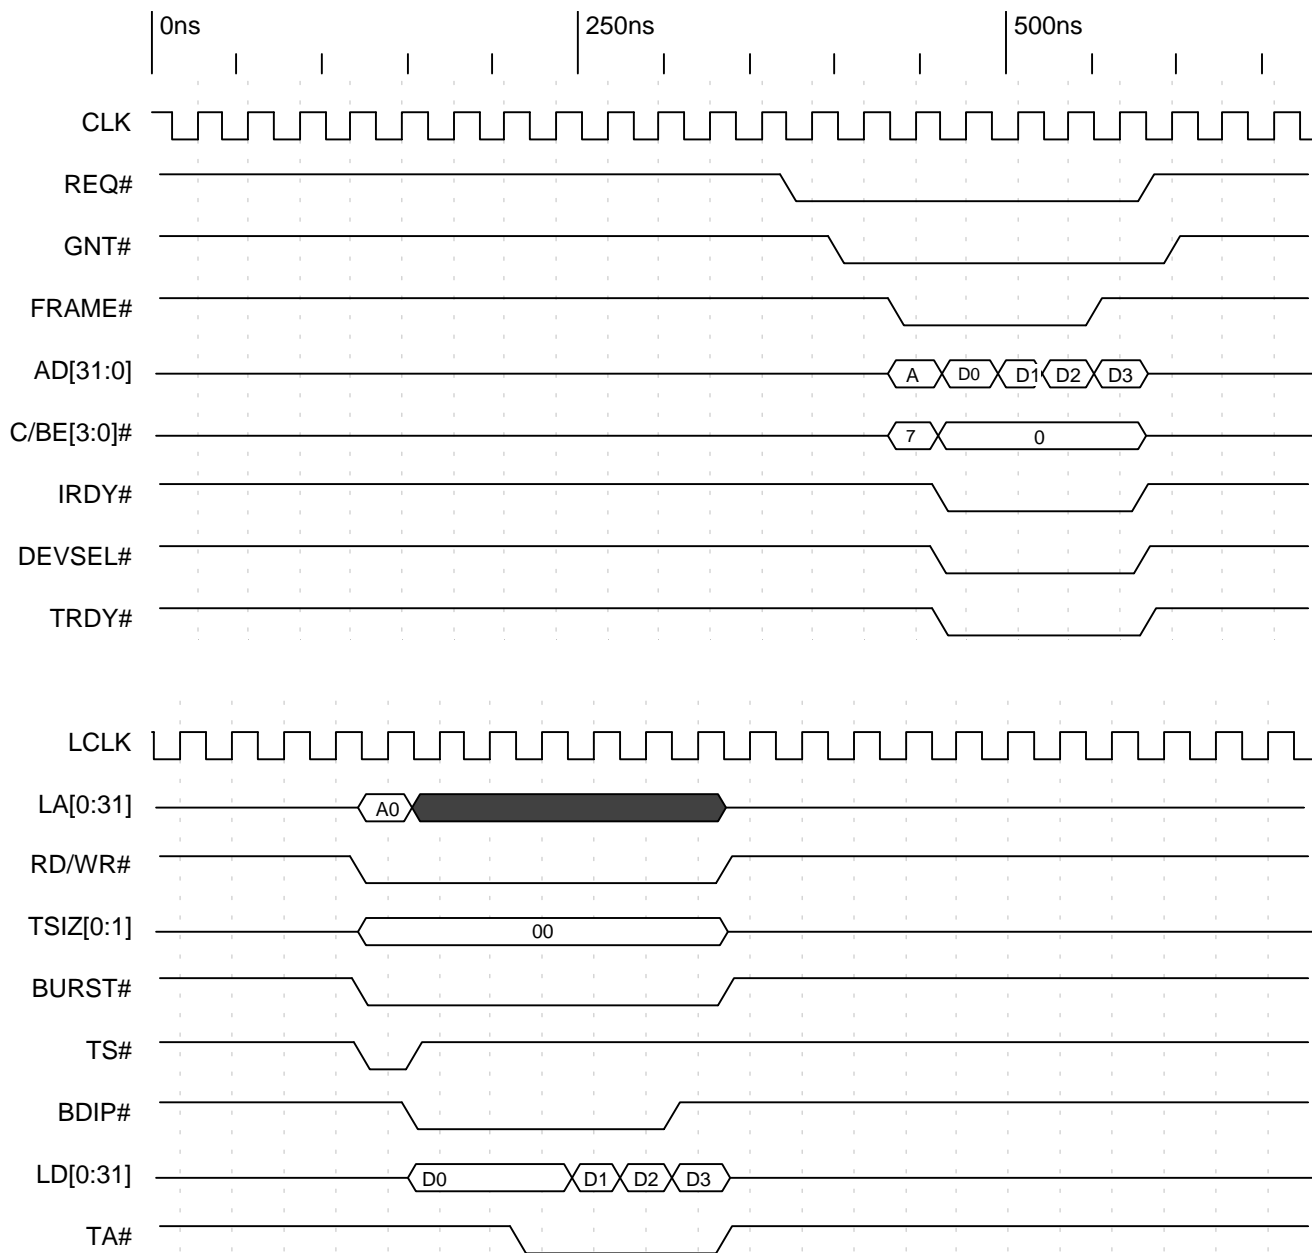 0ns 250ns 500ns
CLK
REQ#
GNT#
FRAME#
AD[31:0] A D0 D1 D2 D3
C/BE[3:0]# 7 0
IRDY#
DEVSEL#
TRDY#
LCLK
LA[0:31] A0
RD/WR#
TSIZ[0:1] 00
BURST#
TS#
BDIP#
LD[0:31] D0 D1 D2 D3
TA#